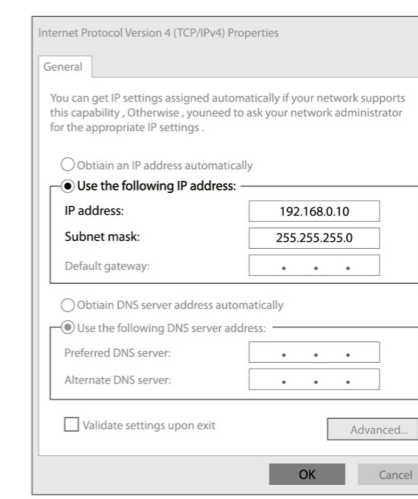 Internet Protocol Version 4 (TCP/IPv4) Properties
General
You can get IP settings assigned automatically if your network supports
this capability , Otherwise , youneed to ask your network administrator
for the appropriate IP settings .
Obtiain an IP address automatically
Use the following IP address:
IP address: 192.168.0.10
Subnet mask: 255.255.255.0
Default gateway: . . .
Obtiain DNS server address automatically
Use the following DNS server address:
Preferred DNS server: . . .
Alternate DNS server: . . .
Validate settings upon exit
Advanced...
OK Cancel